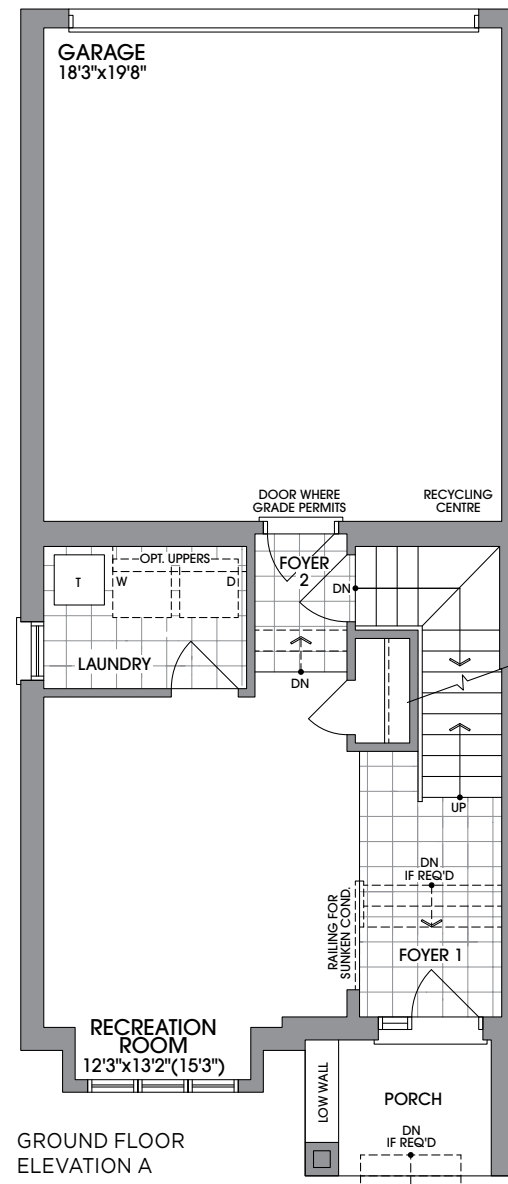 GARAGE
18'3"x19'8"
DOOR WHERE
GRADE PERMITS
RECYCLING
CENTRE
OPT. UPPERS
T
W
D
FOYER
2
DN
LAUNDRY
DN
UP
DN
IF REQ'D
RAILING FOR
SUNKEN COND.
FOYER 1
RECREATION
ROOM
12'3"x13'2"(15'3")
LOW WALL
PORCH
DN
IF REQ'D
GROUND FLOOR
ELEVATION A